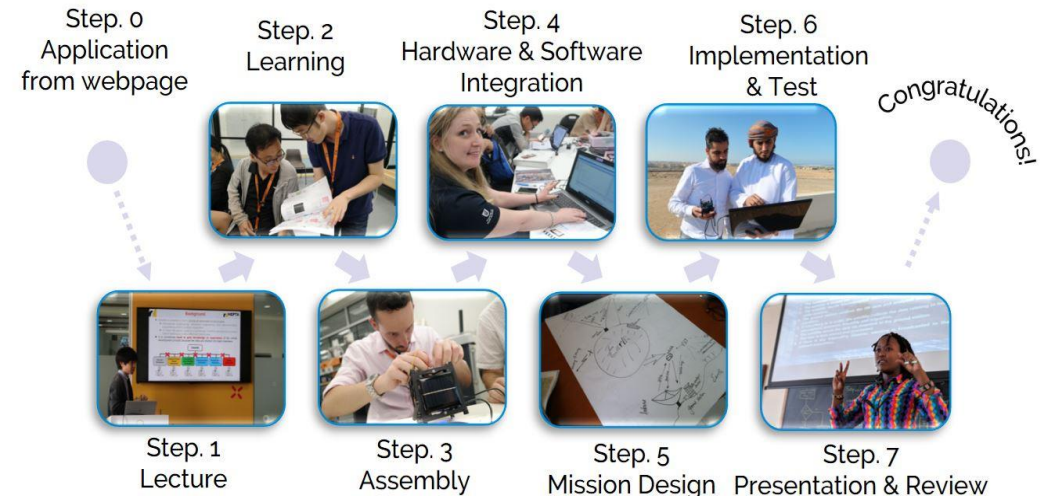 Step. 0
Application
from webpage
Step. 1
Lecture
Step. 2
Learning
Step. 3
Assembly
Step. 4
Hardware & Software
Integration
Step. 5
Mission Design
Step. 6
Implementation
& Test
Step. 7
Presentation & Review
Congratulations!